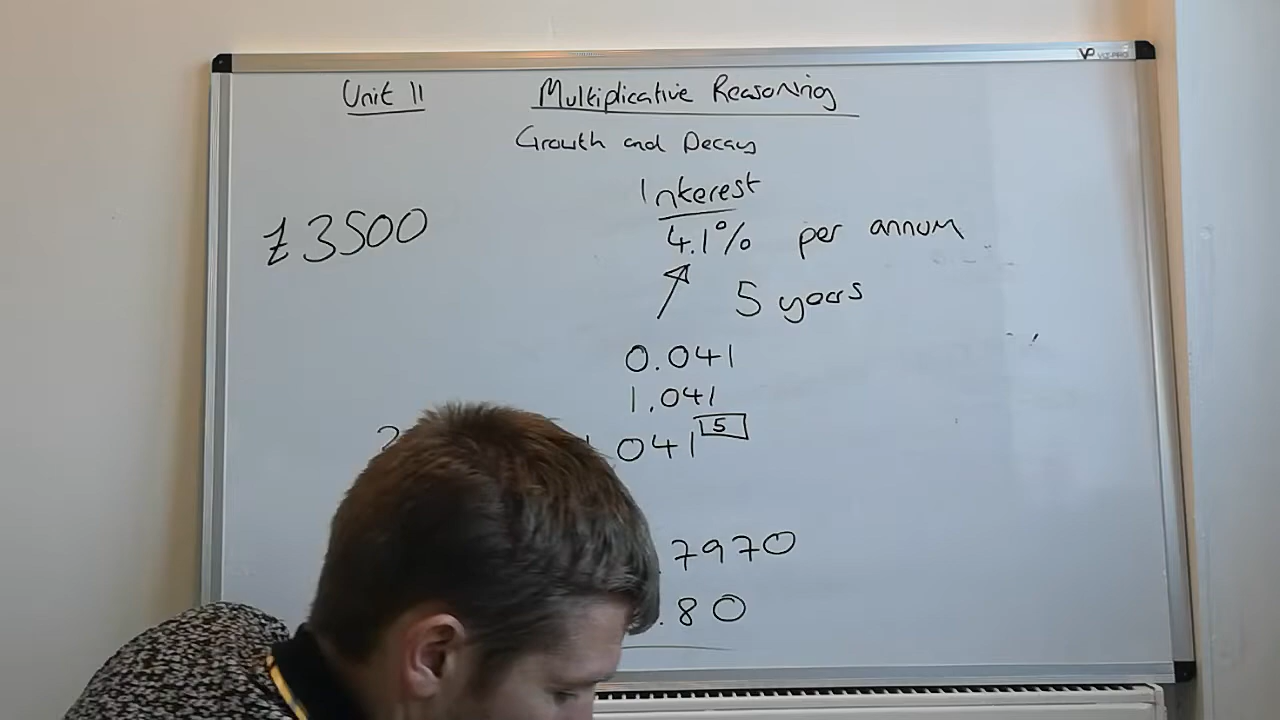 Unit 11 Multiplicative Reasoning
Growth and Decay
Interest
£3500 4.1% per annum
5 years
0.041
1.041
041 5
.7970
.80